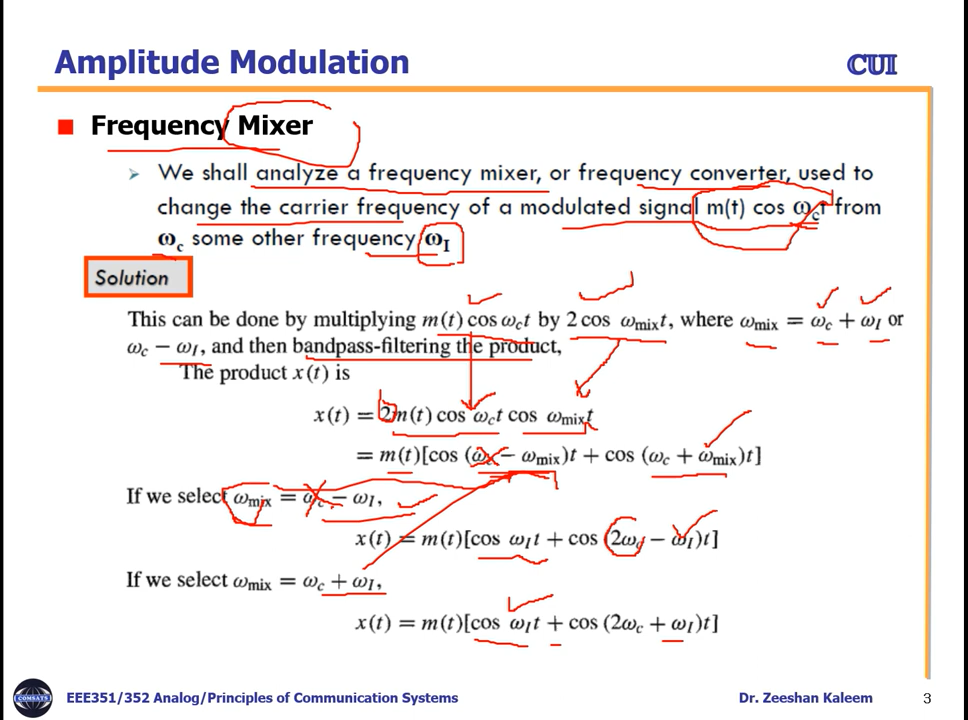 Amplitude Modulation
CUI
Frequency Mixer
We shall analyze a frequency mixer, or frequency converter, used to
change the carrier frequency of a modulated signal m(t) cos ω_c t from
ω_c some other frequency ω_I
Solution
This can be done by multiplying m(t) cos ω_c t by 2 cos ω_mix t, where ω_mix = ω_c + ω_I or
ω_c − ω_I, and then bandpass-filtering the product,
The product x(t) is
x(t) = 2m(t) cos ω_c t cos ω_mix t
= m(t)[cos (ω_c − ω_mix)t + cos (ω_c + ω_mix)t]
If we select ω_mix = ω_c − ω_I,
x(t) = m(t)[cos ω_I t + cos (2ω_c − ω_I)t]
If we select ω_mix = ω_c + ω_I,
x(t) = m(t)[cos ω_I t + cos (2ω_c + ω_I)t]
COMSATS
EEE351/352 Analog/Principles of Communication Systems
Dr. Zeeshan Kaleem
3